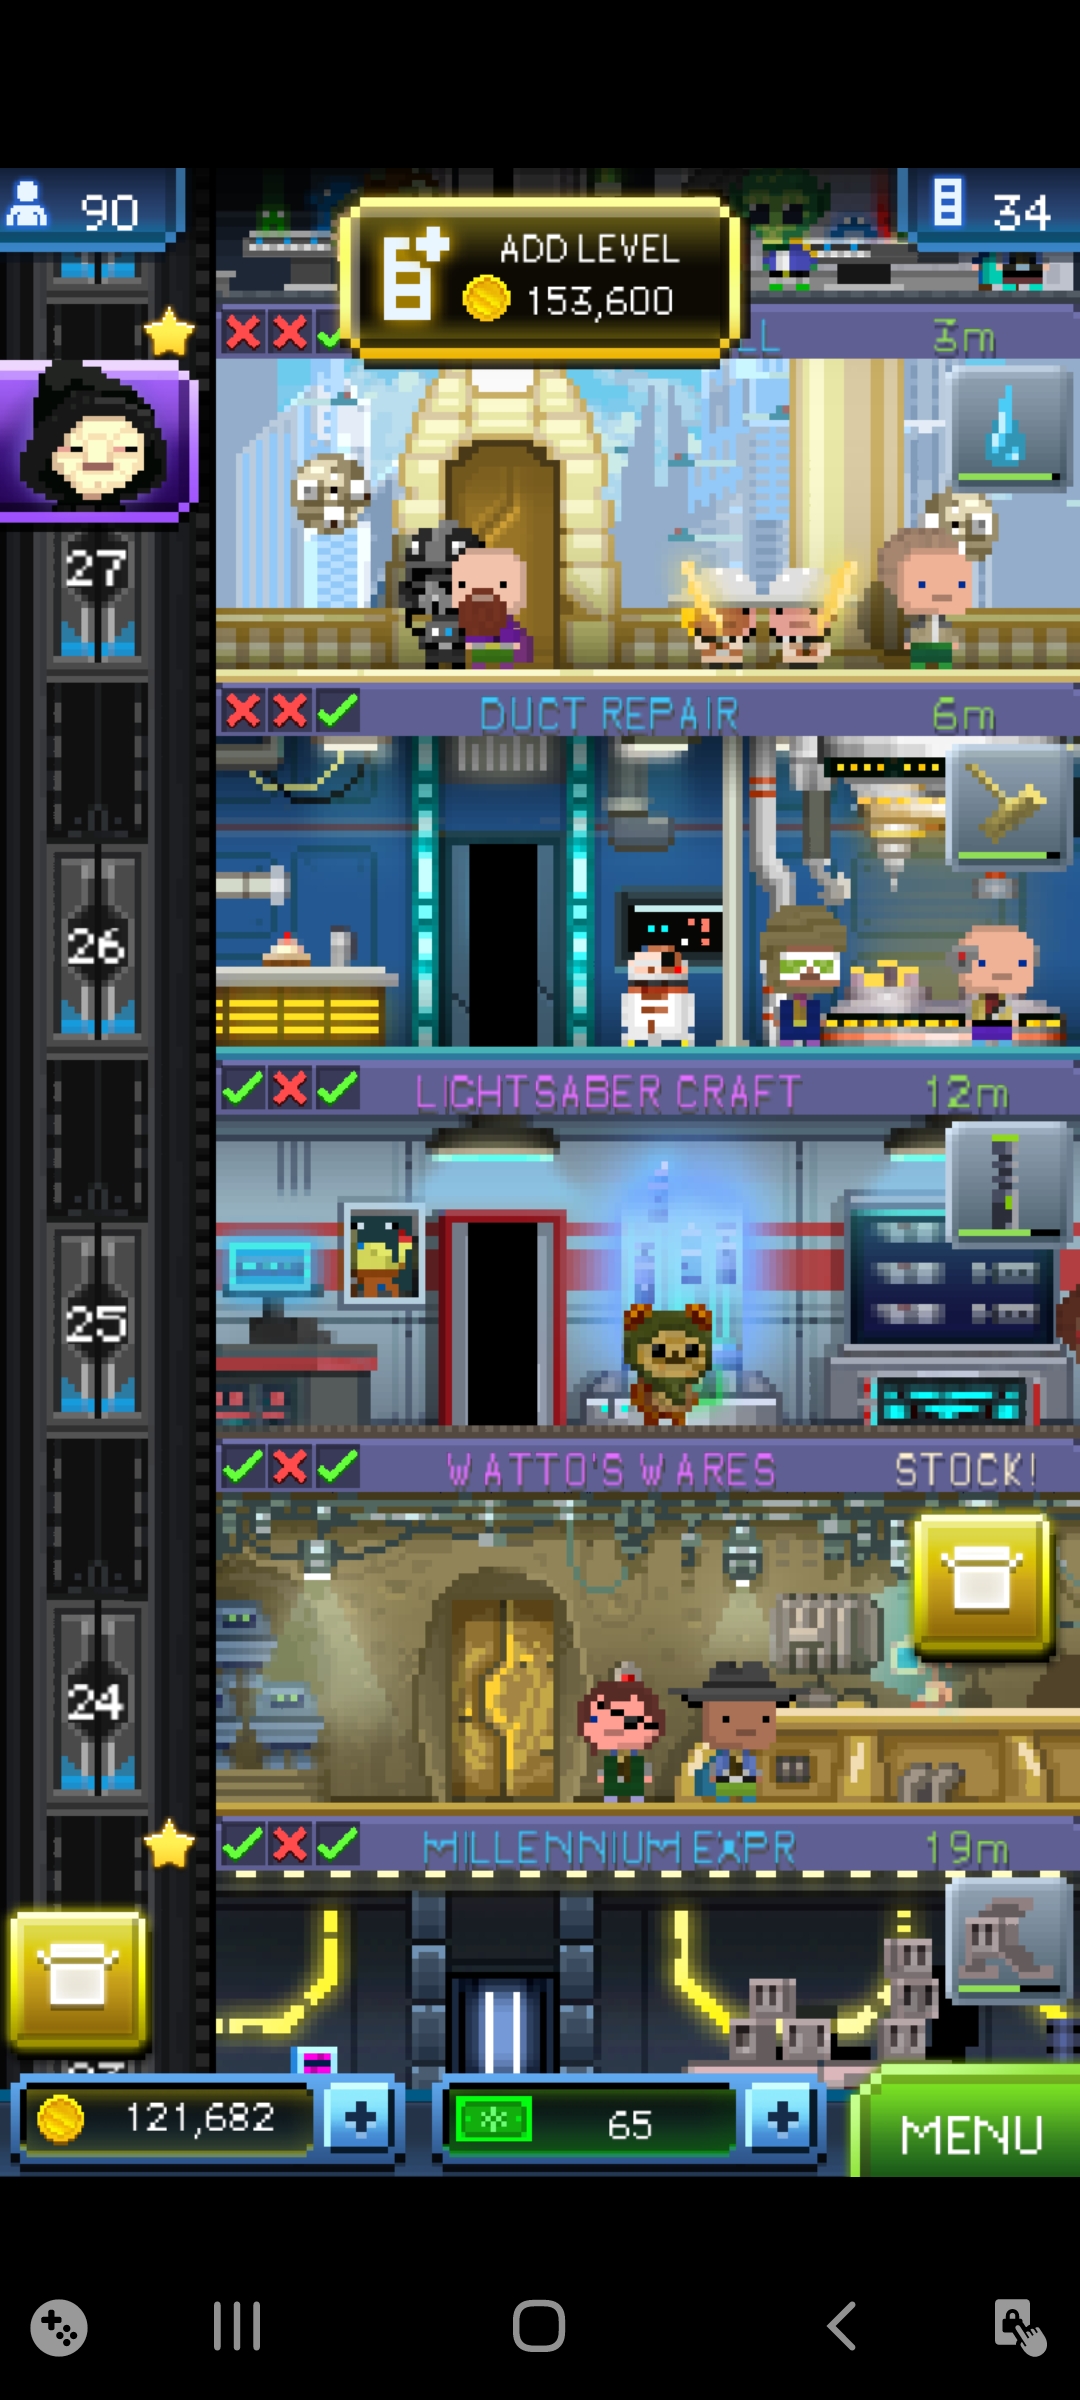 90
34
ADD LEVEL
153,600
3m
27
DUCT REPAIR
6m
26
LIGHTSABER CRAFT
12m
25
WATTO'S WARES
STOCK!
24
MILLENNIUM EXPR
19m
121,682
65
MENU